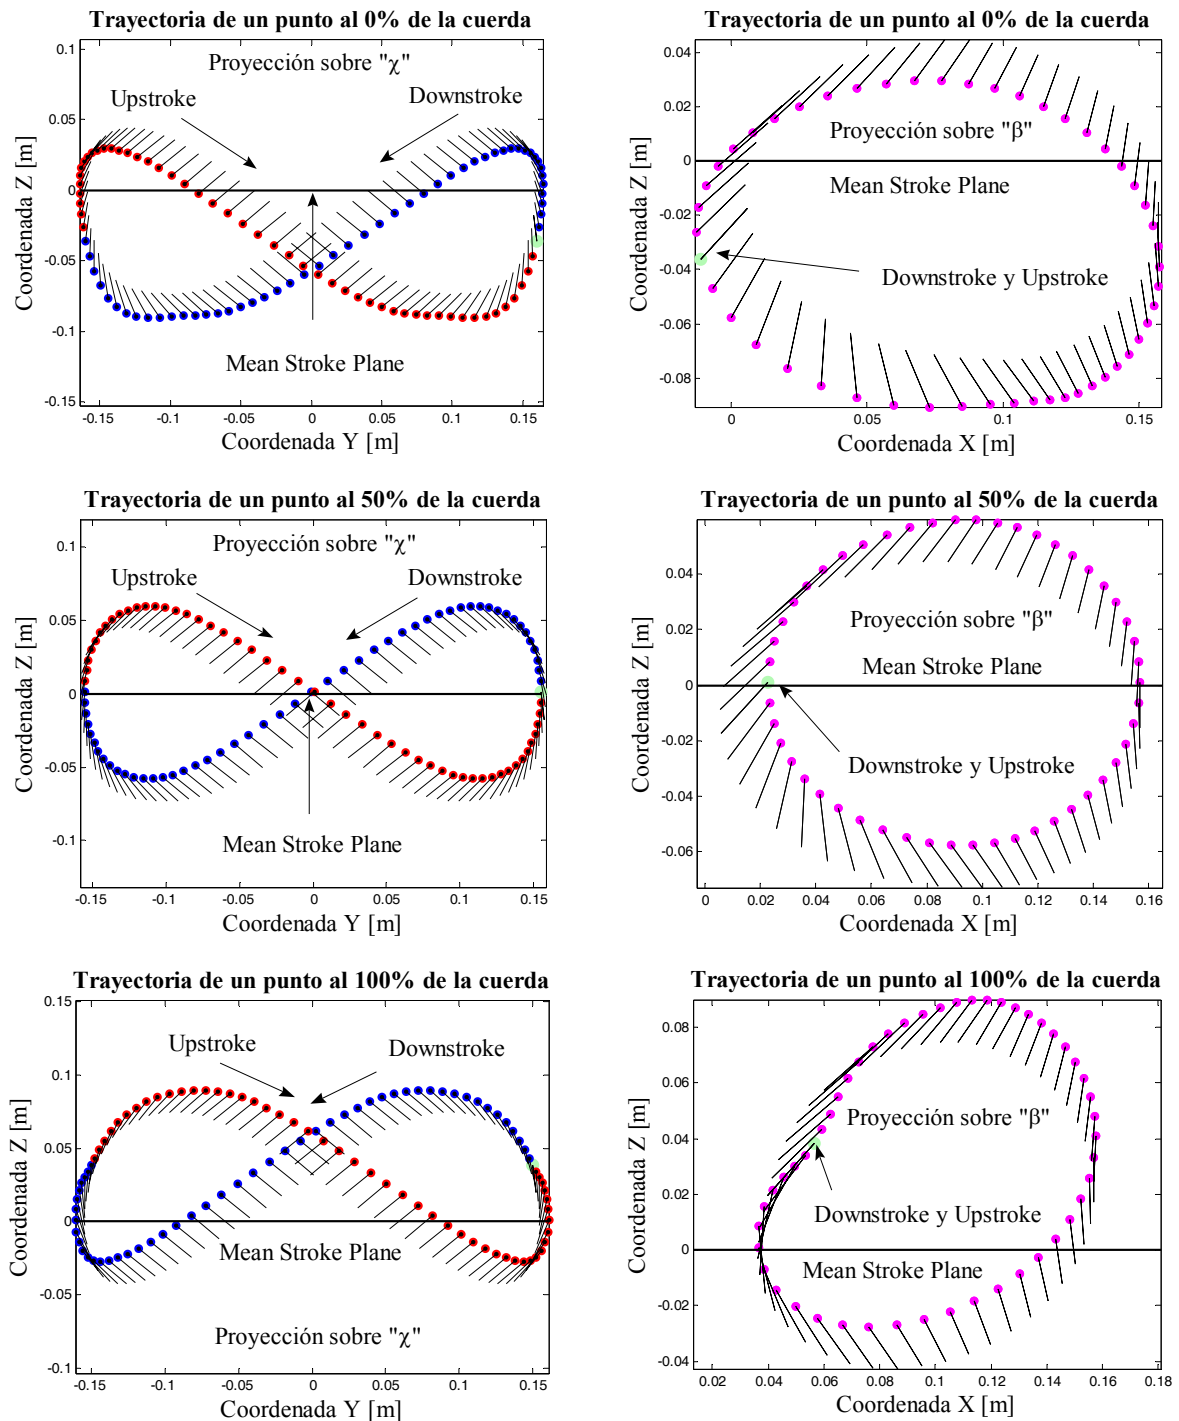 Trayectoria de un punto al 0% de la cuerda
0.1
0.05
0
-0.05
-0.1
-0.15
Coordenada Z [m]
Proyección sobre "χ"
Upstroke
Downstroke
Mean Stroke Plane
-0.15
-0.1
-0.05
0
0.05
0.1
0.15
Coordenada Y [m]
Trayectoria de un punto al 0% de la cuerda
0.04
0.02
0
-0.02
-0.04
-0.06
-0.08
Coordenada Z [m]
Proyección sobre "β"
Mean Stroke Plane
Downstroke y Upstroke
0
0.05
0.1
0.15
Coordenada X [m]
Trayectoria de un punto al 50% de la cuerda
0.1
0.05
0
-0.05
-0.1
Coordenada Z [m]
Proyección sobre "χ"
Upstroke
Downstroke
Mean Stroke Plane
-0.15
-0.1
-0.05
0
0.05
0.1
0.15
Coordenada Y [m]
Trayectoria de un punto al 50% de la cuerda
0.04
0.02
0
-0.02
-0.04
-0.06
Coordenada Z [m]
Proyección sobre "β"
Mean Stroke Plane
Downstroke y Upstroke
0
0.02
0.04
0.06
0.08
0.1
0.12
0.14
0.16
Coordenada X [m]
Trayectoria de un punto al 100% de la cuerda
0.15
0.1
0.05
0
-0.05
-0.1
Coordenada Z [m]
Upstroke
Downstroke
Mean Stroke Plane
Proyección sobre "χ"
-0.15
-0.1
-0.05
0
0.05
0.1
0.15
Coordenada Y [m]
Trayectoria de un punto al 100% de la cuerda
0.08
0.06
0.04
0.02
0
-0.02
-0.04
Coordenada Z [m]
Proyección sobre "β"
Downstroke y Upstroke
Mean Stroke Plane
0.02
0.04
0.06
0.08
0.1
0.12
0.14
0.16
0.18
Coordenada X [m]